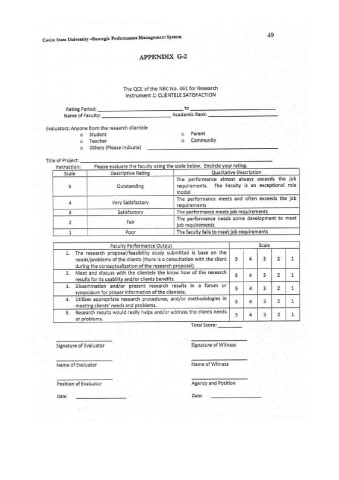 Cavite State University -Strategic Performance Management System 49
APPENDIX G-2
The QCE of the NBC No. 461 for Research
Instrument 1: CLIENTELE SATISFACTION
Rating Period: ____ to ____
Name of Faculty: ____ Academic Rank: ____
Evaluators: Anyone from the research clientele
o Student o Parent
o Teacher o Community
o Others (Please indicate) ____
Title of Project: ____
Instruction: Please evaluate the faculty using the scale below. Encircle your rating.
Scale Descriptive Rating Qualitative Description
5 Outstanding The performance almost always exceeds the job
requirements. The Faculty is an exceptional role
model
4 Very Satisfactory The performance meets and often exceeds the job
requirements
3 Satisfactory The performance meets job requirements
2 Fair The performance needs some development to meet
job requirements
1 Poor The faculty fails to meet job requirements
Faculty Performance Output Scale
1. The research proposal/feasibility study submitted is base on the
needs/problems of the clients (there is a consultation with the client 5 4 3 2 1
during the conceptualization of the research proposal).
2. Meet and discuss with the clientele the know how of the research
results for its usability and/or clients benefits. 5 4 3 2 1
3. Dissemination and/or present research results in a forum or
symposium for proper information of the clientele. 5 4 3 2 1
4. Utilizes appropriate research procedures, and/or methodologies in
meeting clients' needs and problems. 5 4 3 2 1
5. Research results would really helps and/or address the clients needs
or problems. 5 4 3 2 1
Total Score: ____
Signature of Evaluator Signature of Witness
Name of Evaluator Name of Witness
Position of Evaluator Agency and Position
Date: ____ Date: ____